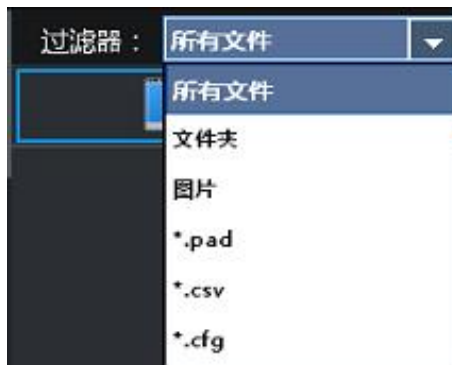 过滤器： 所有文件
所有文件
文件夹
图片
*.pad
*.csv
*.cfg